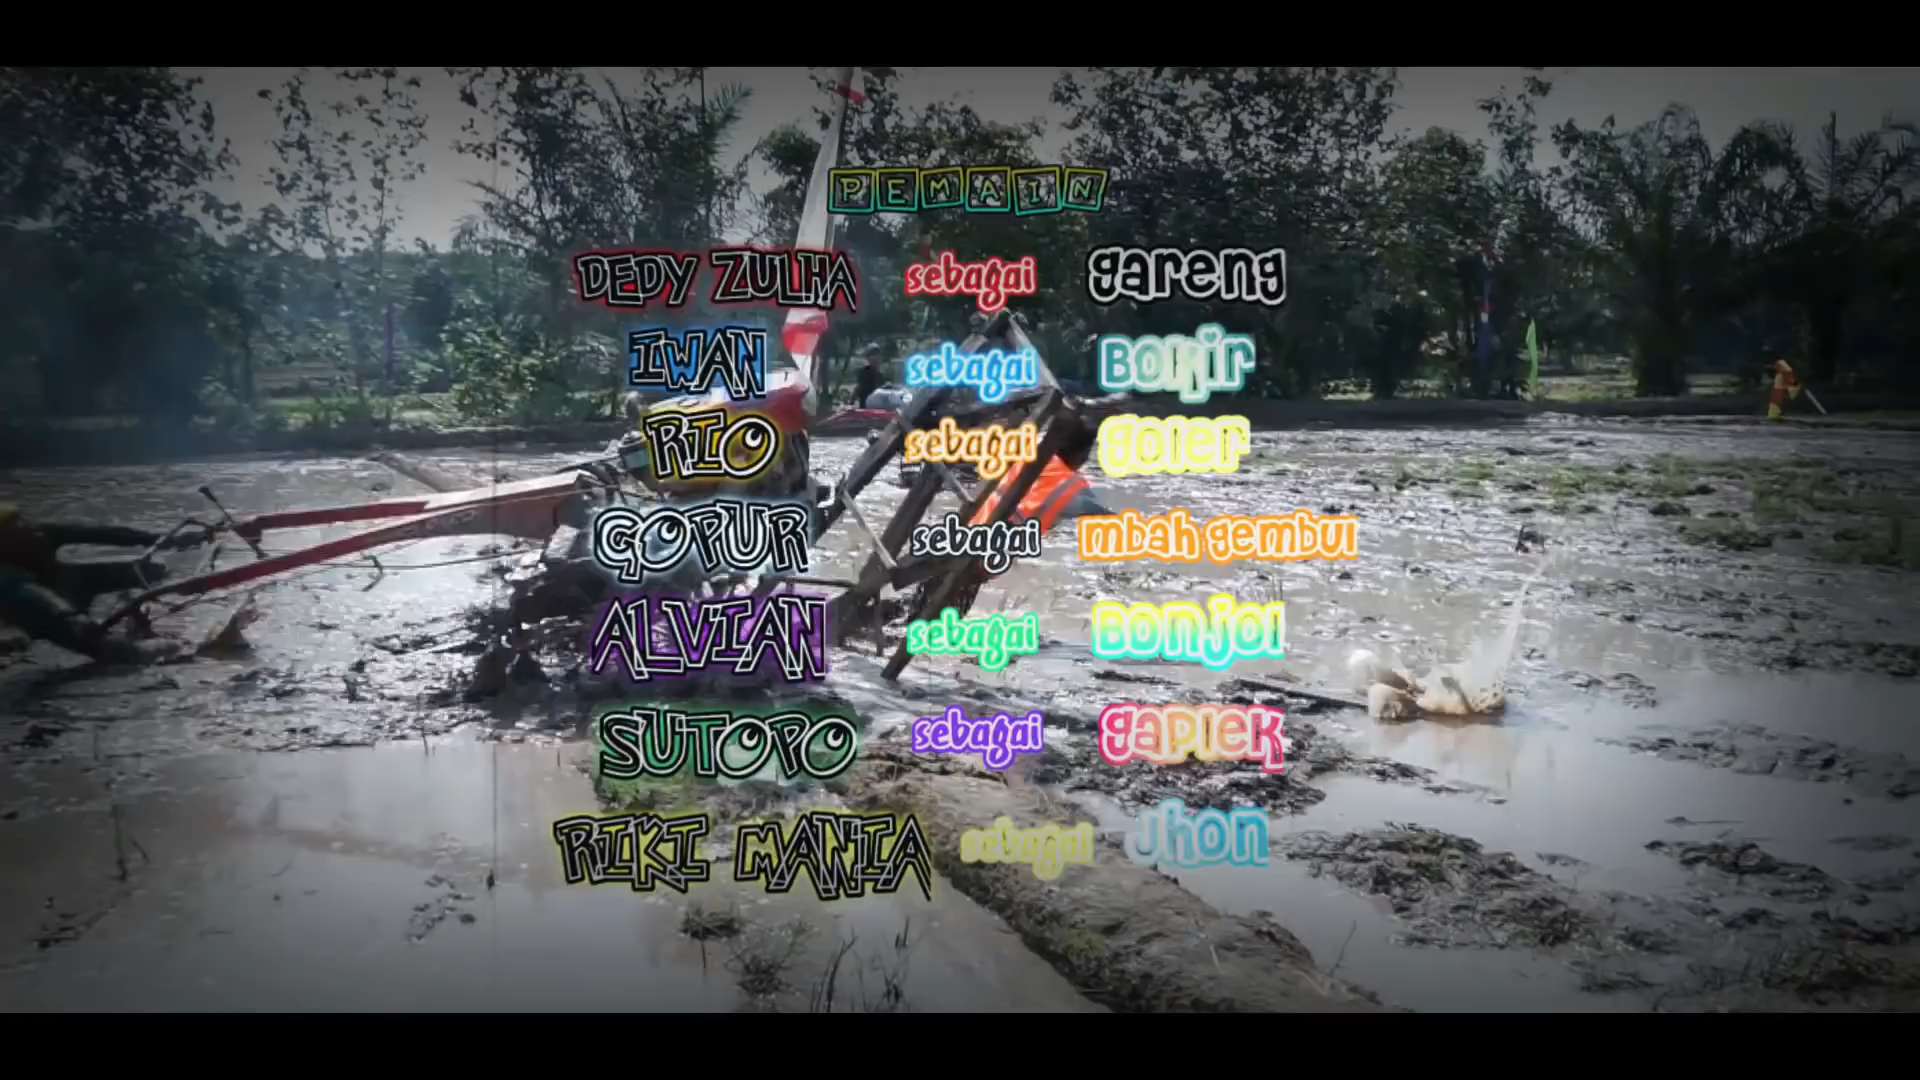 PEMAIN
DEDY ZULHA sebagai gareng
IWAN sebagai BOKir
RIO sebagai goler
GOPUR sebagai mbah gembul
ALVIAN sebagai Bonjol
SUTOPO sebagai gaplek
RIKI MANIA sebagai Jhon